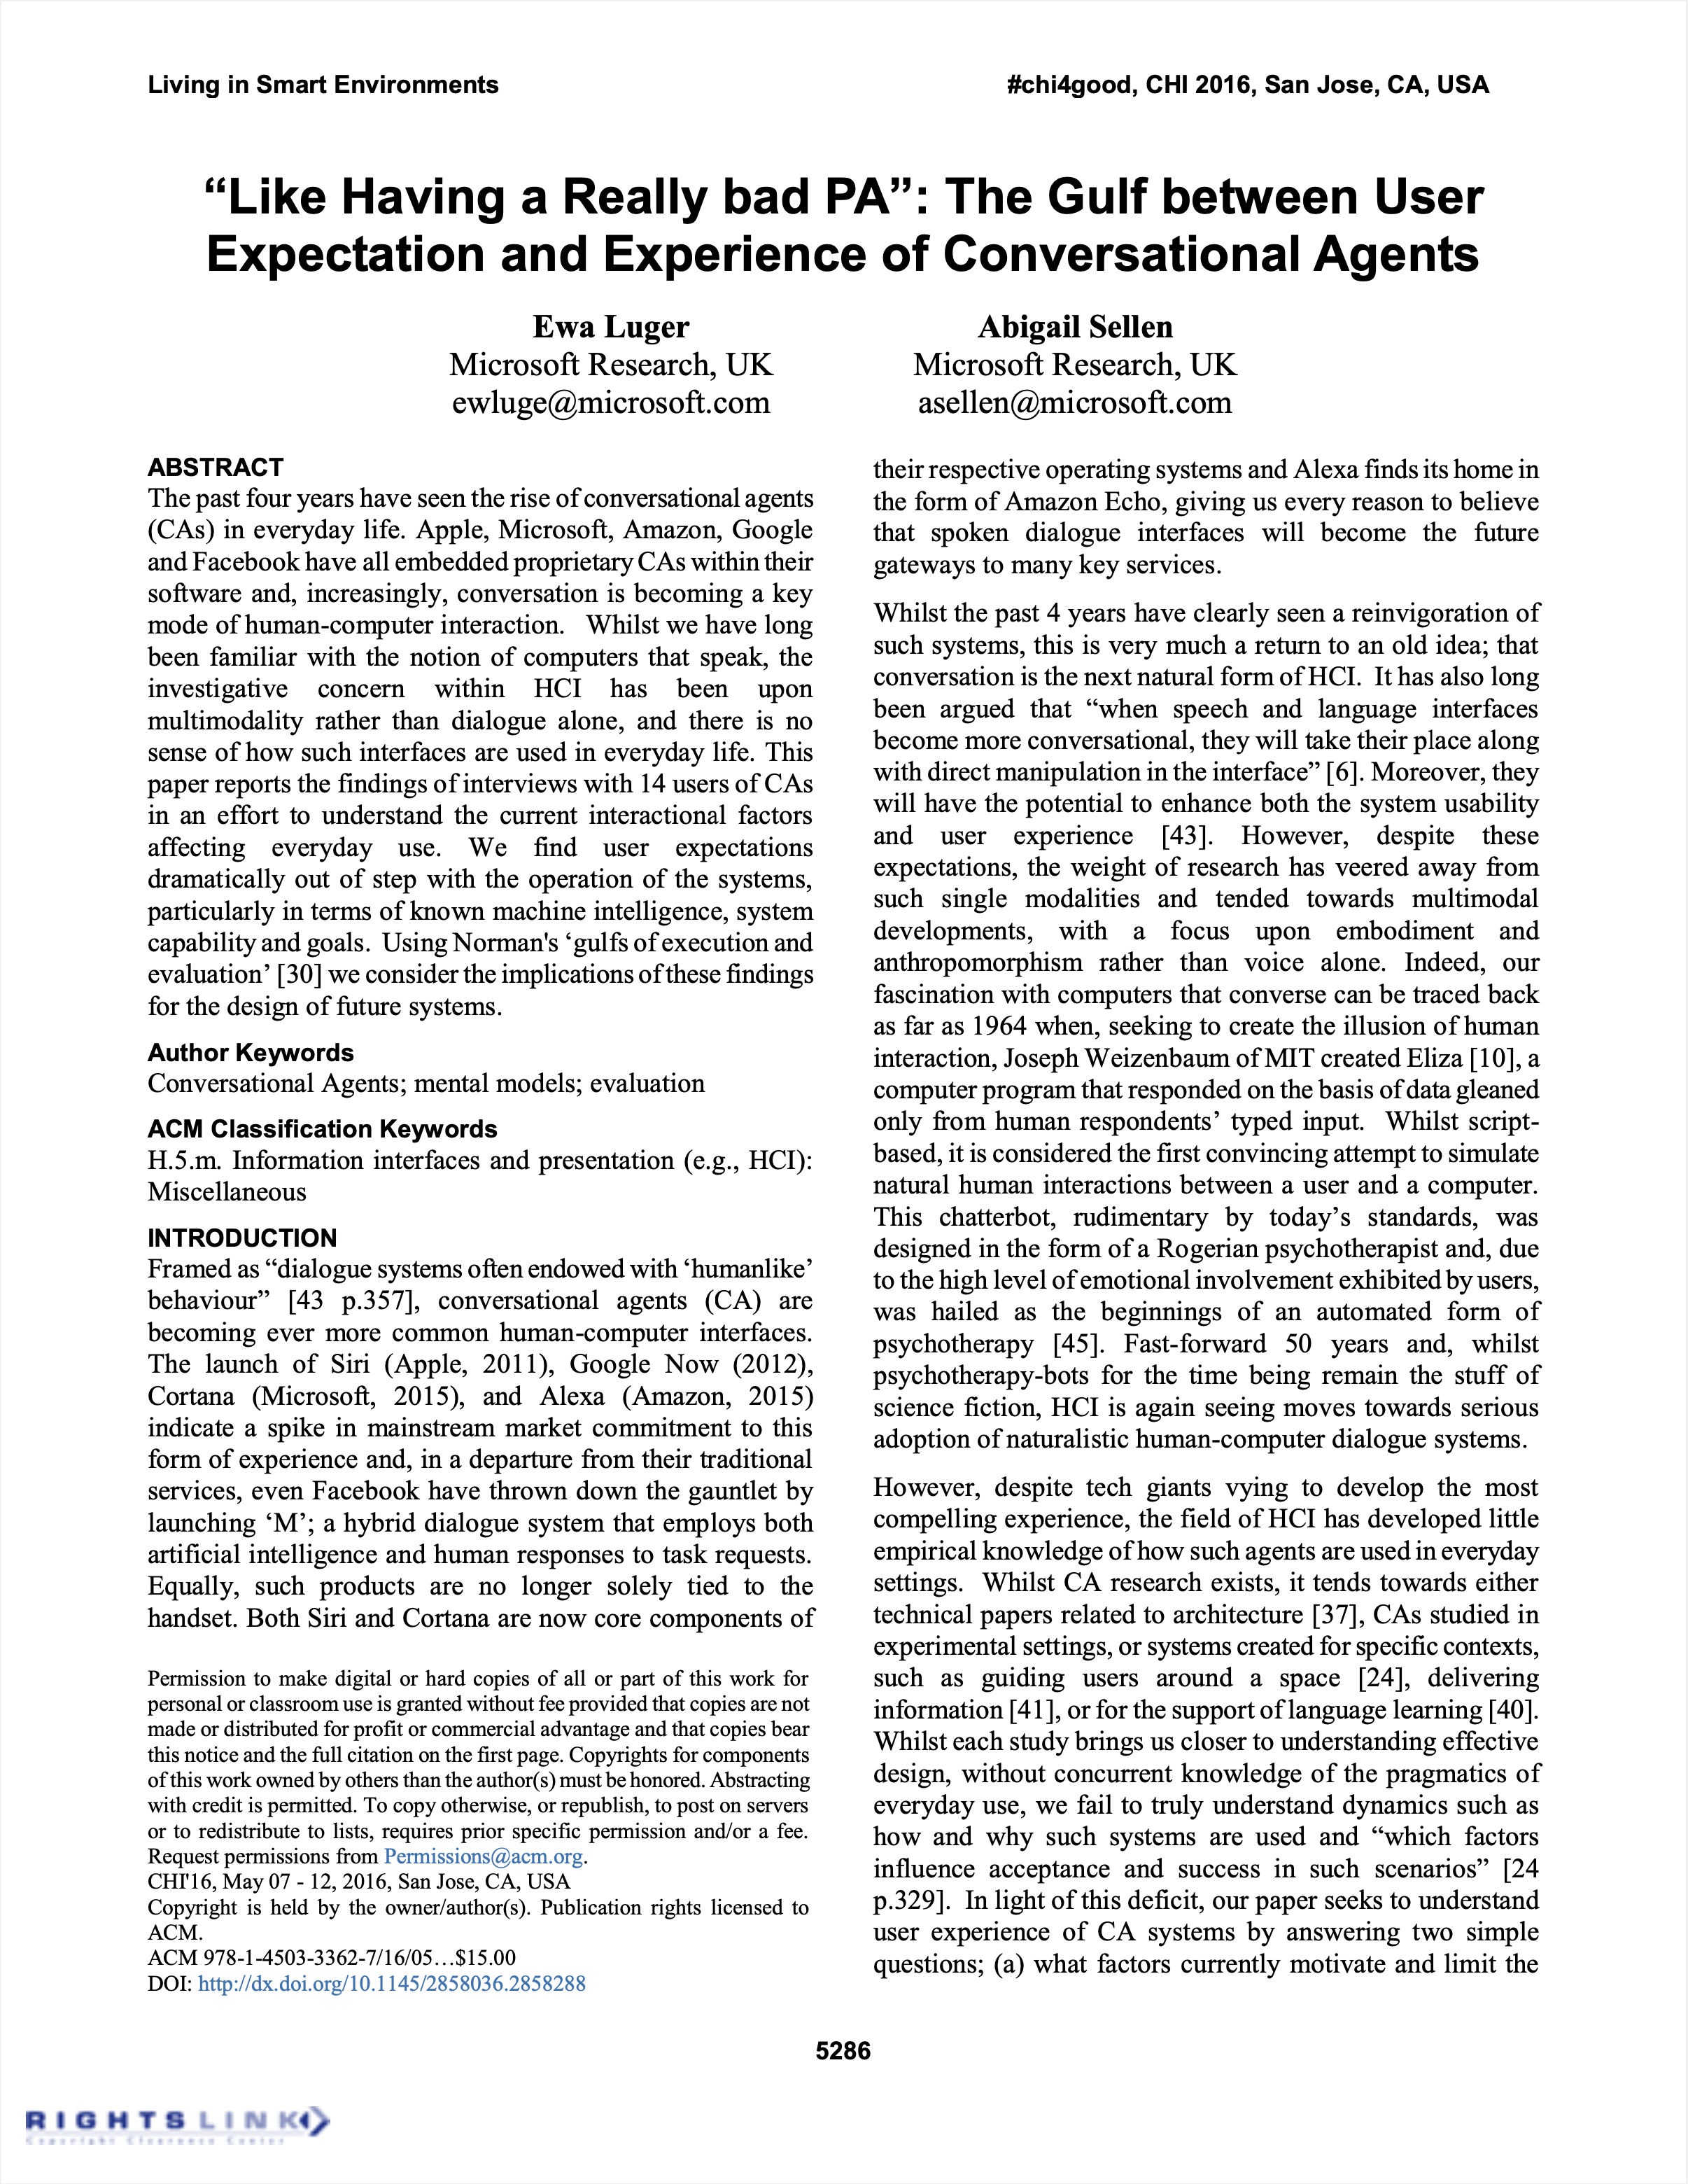 Living in Smart Environments
#chi4good, CHI 2016, San Jose, CA, USA
“Like Having a Really bad PA”: The Gulf between User
Expectation and Experience of Conversational Agents
Ewa Luger
Microsoft Research, UK
ewluge@microsoft.com
Abigail Sellen
Microsoft Research, UK
asellen@microsoft.com
ABSTRACT
The past four years have seen the rise of conversational agents
(CAs) in everyday life. Apple, Microsoft, Amazon, Google
and Facebook have all embedded proprietary CAs within their
software and, increasingly, conversation is becoming a key
mode of human-computer interaction. Whilst we have long
been familiar with the notion of computers that speak, the
investigative concern within HCI has been upon
multimodality rather than dialogue alone, and there is no
sense of how such interfaces are used in everyday life. This
paper reports the findings of interviews with 14 users of CAs
in an effort to understand the current interactional factors
affecting everyday use. We find user expectations
dramatically out of step with the operation of the systems,
particularly in terms of known machine intelligence, system
capability and goals. Using Norman's ‘gulfs of execution and
evaluation’ [30] we consider the implications of these findings
for the design of future systems.
Author Keywords
Conversational Agents; mental models; evaluation
ACM Classification Keywords
H.5.m. Information interfaces and presentation (e.g., HCI):
Miscellaneous
INTRODUCTION
Framed as “dialogue systems often endowed with ‘humanlike’
behaviour” [43 p.357], conversational agents (CA) are
becoming ever more common human-computer interfaces.
The launch of Siri (Apple, 2011), Google Now (2012),
Cortana (Microsoft, 2015), and Alexa (Amazon, 2015)
indicate a spike in mainstream market commitment to this
form of experience and, in a departure from their traditional
services, even Facebook have thrown down the gauntlet by
launching ‘M’; a hybrid dialogue system that employs both
artificial intelligence and human responses to task requests.
Equally, such products are no longer solely tied to the
handset. Both Siri and Cortana are now core components of
Permission to make digital or hard copies of all or part of this work for
personal or classroom use is granted without fee provided that copies are not
made or distributed for profit or commercial advantage and that copies bear
this notice and the full citation on the first page. Copyrights for components
of this work owned by others than the author(s) must be honored. Abstracting
with credit is permitted. To copy otherwise, or republish, to post on servers
or to redistribute to lists, requires prior specific permission and/or a fee.
Request permissions from Permissions@acm.org.
CHI'16, May 07 - 12, 2016, San Jose, CA, USA
Copyright is held by the owner/author(s). Publication rights licensed to
ACM.
ACM 978-1-4503-3362-7/16/05…$15.00
DOI: http://dx.doi.org/10.1145/2858036.2858288
their respective operating systems and Alexa finds its home in
the form of Amazon Echo, giving us every reason to believe
that spoken dialogue interfaces will become the future
gateways to many key services.
Whilst the past 4 years have clearly seen a reinvigoration of
such systems, this is very much a return to an old idea; that
conversation is the next natural form of HCI. It has also long
been argued that “when speech and language interfaces
become more conversational, they will take their place along
with direct manipulation in the interface” [6]. Moreover, they
will have the potential to enhance both the system usability
and user experience [43]. However, despite these
expectations, the weight of research has veered away from
such single modalities and tended towards multimodal
developments, with a focus upon embodiment and
anthropomorphism rather than voice alone. Indeed, our
fascination with computers that converse can be traced back
as far as 1964 when, seeking to create the illusion of human
interaction, Joseph Weizenbaum of MIT created Eliza [10], a
computer program that responded on the basis of data gleaned
only from human respondents’ typed input. Whilst script-
based, it is considered the first convincing attempt to simulate
natural human interactions between a user and a computer.
This chatterbot, rudimentary by today’s standards, was
designed in the form of a Rogerian psychotherapist and, due
to the high level of emotional involvement exhibited by users,
was hailed as the beginnings of an automated form of
psychotherapy [45]. Fast-forward 50 years and, whilst
psychotherapy-bots for the time being remain the stuff of
science fiction, HCI is again seeing moves towards serious
adoption of naturalistic human-computer dialogue systems.
However, despite tech giants vying to develop the most
compelling experience, the field of HCI has developed little
empirical knowledge of how such agents are used in everyday
settings. Whilst CA research exists, it tends towards either
technical papers related to architecture [37], CAs studied in
experimental settings, or systems created for specific contexts,
such as guiding users around a space [24], delivering
information [41], or for the support of language learning [40].
Whilst each study brings us closer to understanding effective
design, without concurrent knowledge of the pragmatics of
everyday use, we fail to truly understand dynamics such as
how and why such systems are used and “which factors
influence acceptance and success in such scenarios” [24
p.329]. In light of this deficit, our paper seeks to understand
user experience of CA systems by answering two simple
questions; (a) what factors currently motivate and limit the
5286
RIGHTSLINK
Copyright Clearance Center